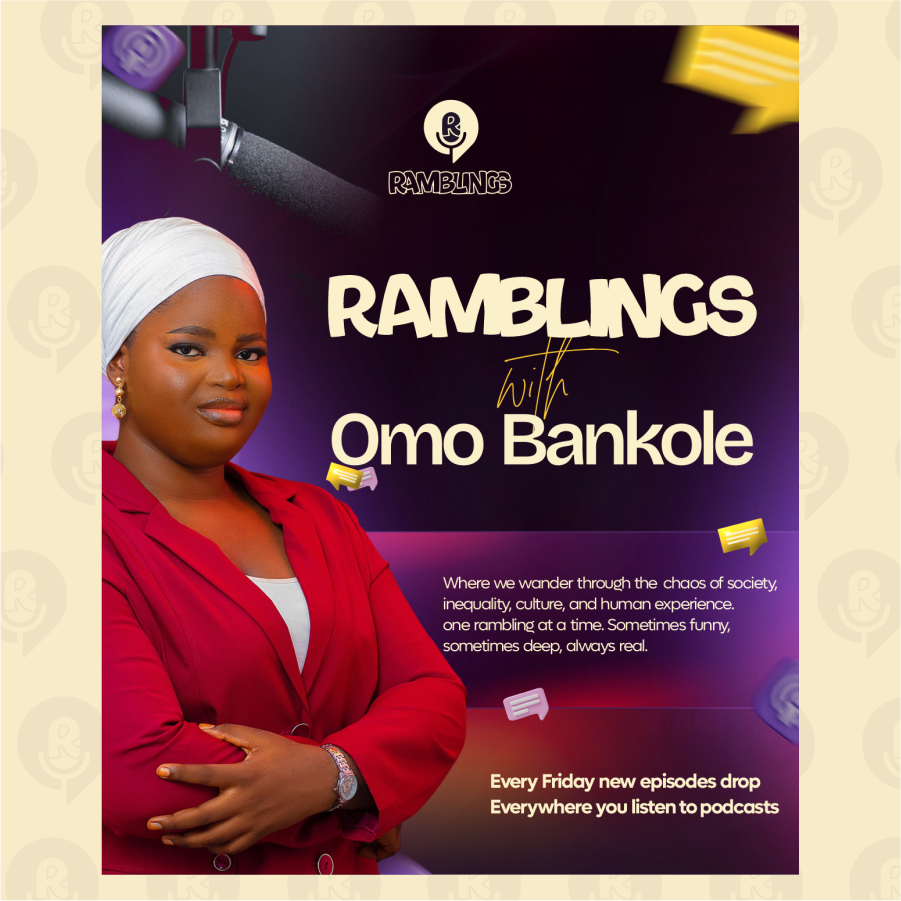 R
RAMBLINGS
RAMBLINGS
with
Omo Bankole
Where we wander through the chaos of society,
inequality, culture, and human experience.
one rambling at a time. Sometimes funny,
sometimes deep, always real.
Every Friday new episodes drop
Everywhere you listen to podcasts